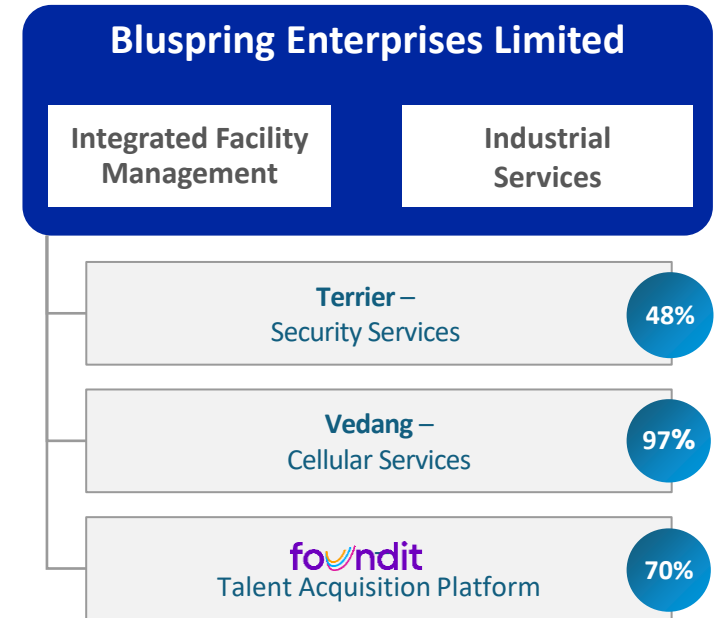 Bluspring Enterprises Limited
Integrated Facility
Management
Industrial
Services
Terrier –
Security Services
48%
Vedang –
Cellular Services
97%
foundit
Talent Acquisition Platform
70%